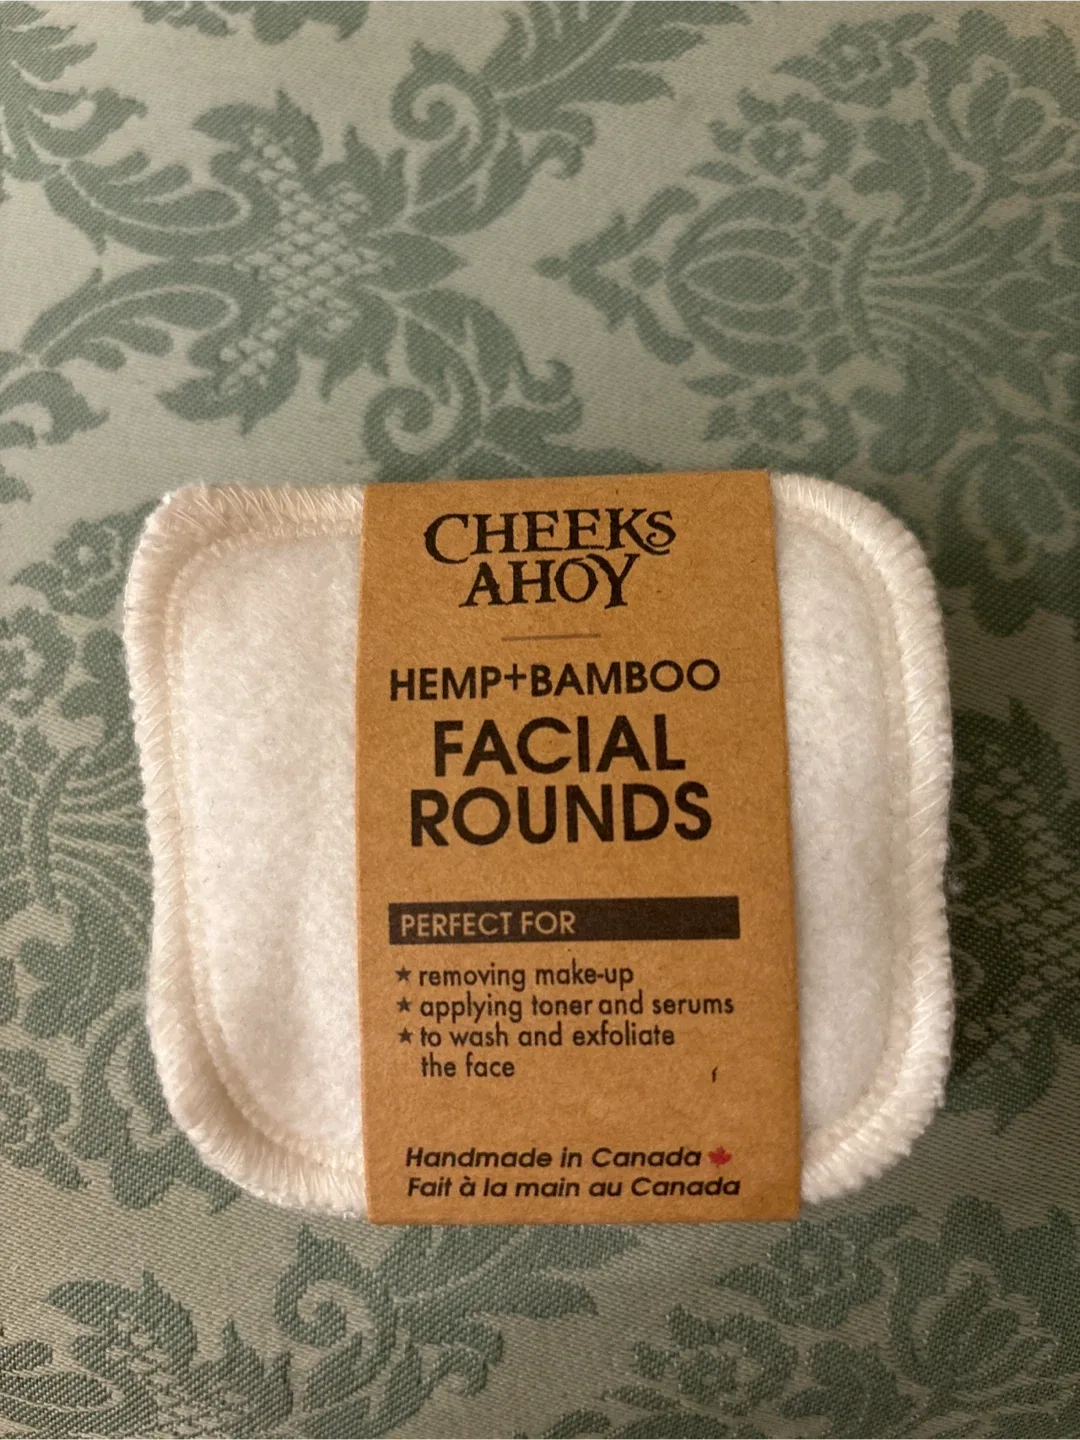 CHEEKS
AHOY
HEMP+BAMBOO
FACIAL
ROUNDS
PERFECT FOR
★ removing make-up
★ applying toner and serums
★ to wash and exfoliate
the face
Handmade in Canada 🍁
Fait à la main au Canada